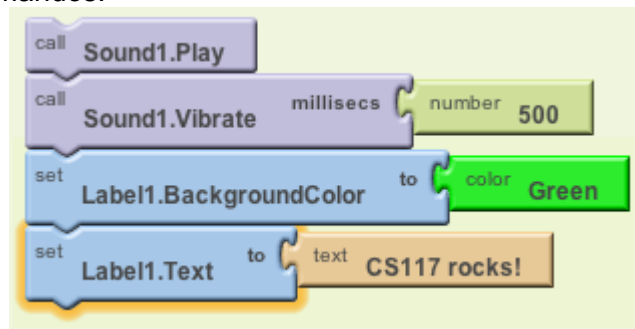 call Sound1.Play
call Sound1.Vibrate millisecs number 500
set Label1.BackgroundColor to color Green
set Label1.Text to text CS117 rocks!